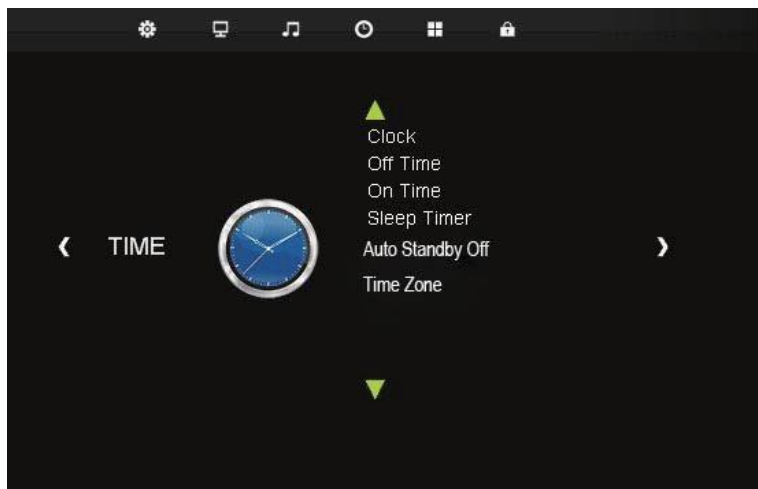 Clock
Off Time
On Time
Sleep Timer
TIME
Auto Standby Off
Time Zone